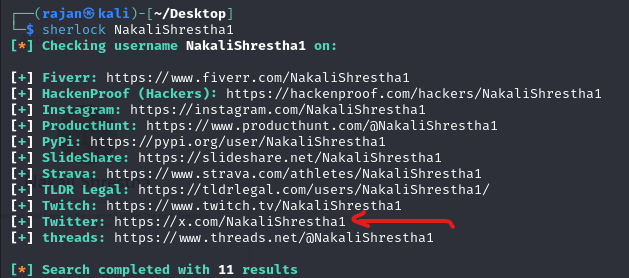 (rajan㉿kali)-[~/Desktop]
$ sherlock NakaliShrestha1
[*] Checking username NakaliShrestha1 on:
[+] Fiverr: https://www.fiverr.com/NakaliShrestha1
[+] HackenProof (Hackers): https://hackenproof.com/hackers/NakaliShrestha1
[+] Instagram: https://instagram.com/NakaliShrestha1
[+] ProductHunt: https://www.producthunt.com/@NakaliShrestha1
[+] PyPi: https://pypi.org/user/NakaliShrestha1
[+] SlideShare: https://slideshare.net/NakaliShrestha1
[+] Strava: https://www.strava.com/athletes/NakaliShrestha1
[+] TLDR Legal: https://tldrlegal.com/users/NakaliShrestha1/
[+] Twitch: https://www.twitch.tv/NakaliShrestha1
[+] Twitter: https://x.com/NakaliShrestha1
[+] threads: https://www.threads.net/@NakaliShrestha1
[*] Search completed with 11 results